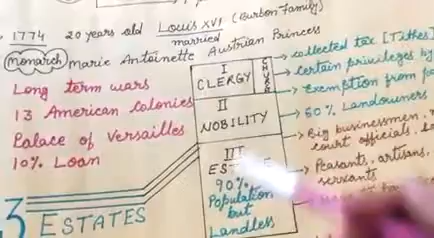 1774 20 years old Louis XVI (Burbon Family)
married
monarch marie Antoinette Austrian Princess
Long term wars
13 American Colonies
Palace of Versailles
10% Loan
3 ESTATES
I
CLERGY
II
NOBILITY
III
90%
Population
but
Landless
collected tax [Tithes]
certain privileges by
Exemption from
60% Landowners
Big businessmen,
court officials,
Peasants, artisans,
servants